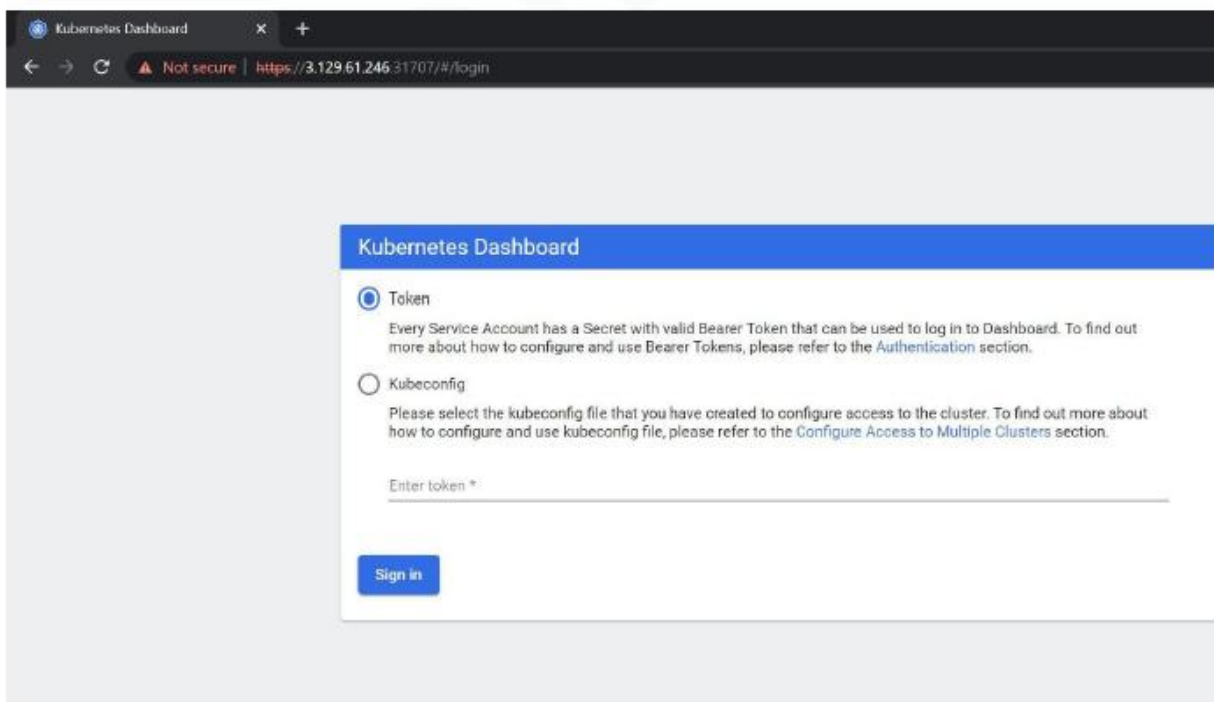 Kubernetes Dashboard
Not secure | https://3.129.61.246:31707/#/login
Kubernetes Dashboard
Token
Every Service Account has a Secret with valid Bearer Token that can be used to log in to Dashboard. To find out
more about how to configure and use Bearer Tokens, please refer to the Authentication section.
Kubeconfig
Please select the kubeconfig file that you have created to configure access to the cluster. To find out more about
how to configure and use kubeconfig file, please refer to the Configure Access to Multiple Clusters section.
Enter token *
Sign in